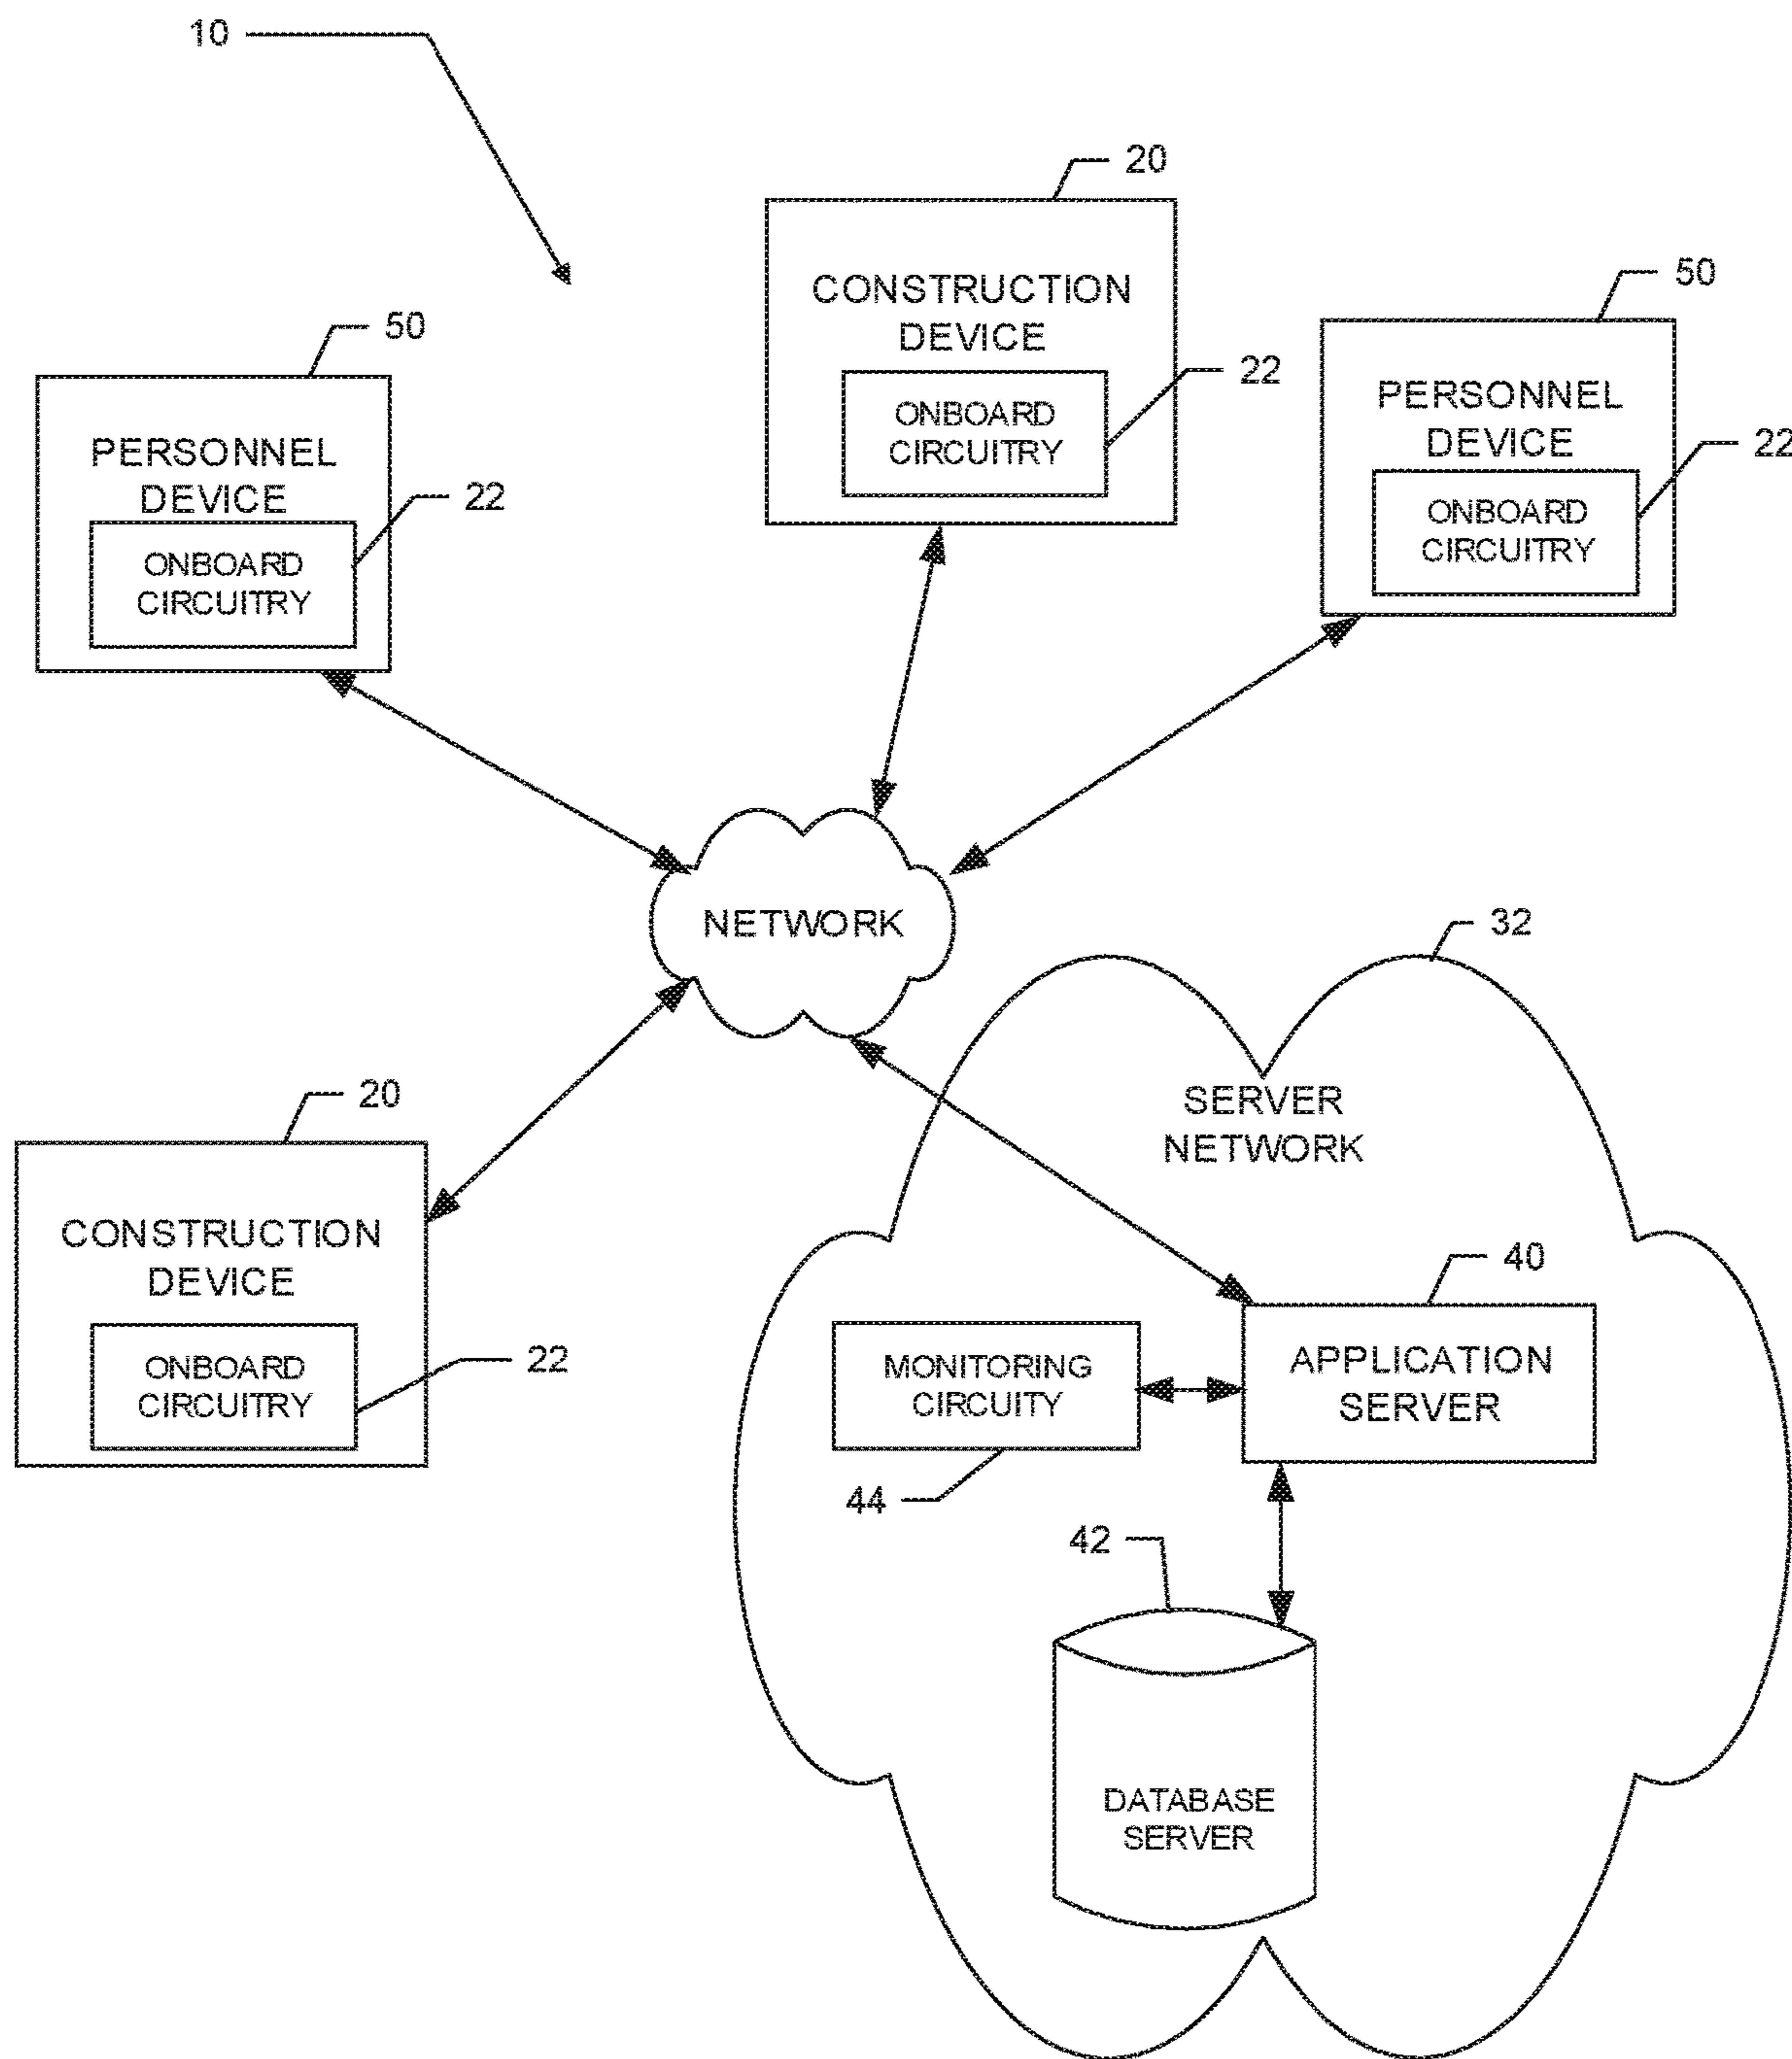 10
20
CONSTRUCTION
DEVICE
22
ONBOARD
CIRCUITRY
50
PERSONNEL
DEVICE
22
ONBOARD
CIRCUITRY
50
PERSONNEL
DEVICE
22
ONBOARD
CIRCUITRY
NETWORK
32
SERVER
NETWORK
20
CONSTRUCTION
DEVICE
22
ONBOARD
CIRCUITRY
40
APPLICATION
SERVER
MONITORING
CIRCUITY
44
42
DATABASE
SERVER